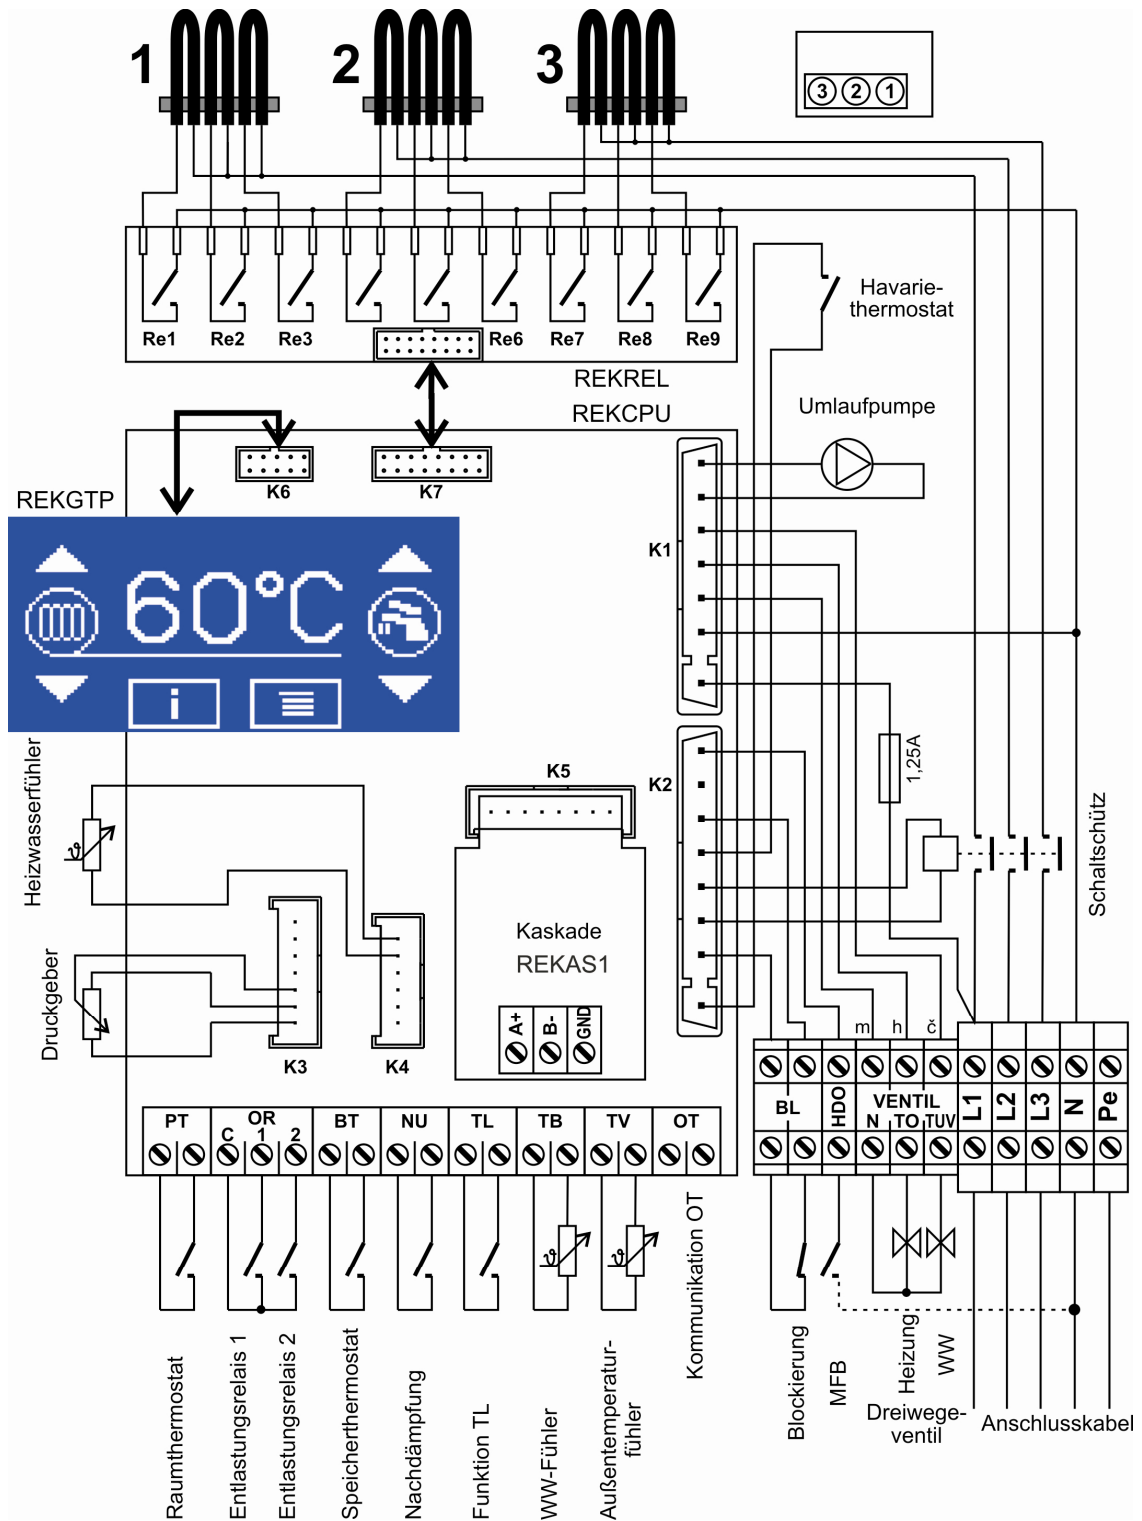 1
2
3
3 2 1
Re1 Re2 Re3 Re6 Re7 Re8 Re9
Havarie-
thermostat
REKREL
REKCPU
Umlaufpumpe
K6
K7
REKGTP
K1
60°C
i
1,25A
K5
K2
Heizwasserfühler
ϑ
Schaltschütz
Kaskade
REKAS1
Druckgeber
A+ B- GND
K3
K4
m h č
BL
HDO
VENTIL
N TO TUV
L1 L2 L3 N Pe
PT
OR
C 1 2
BT
NU
TL
TB
TV
OT
ϑ
ϑ
Raumthermostat
Entlastungsrelais 1
Entlastungsrelais 2
Speicherthermostat
Nachdämpfung
Funktion TL
WW-Fühler
Außentemperatur-
fühler
Kommunikation OT
Blockierung
MFB
Heizung
WW
Dreiwege-
ventil
Anschlusskabel